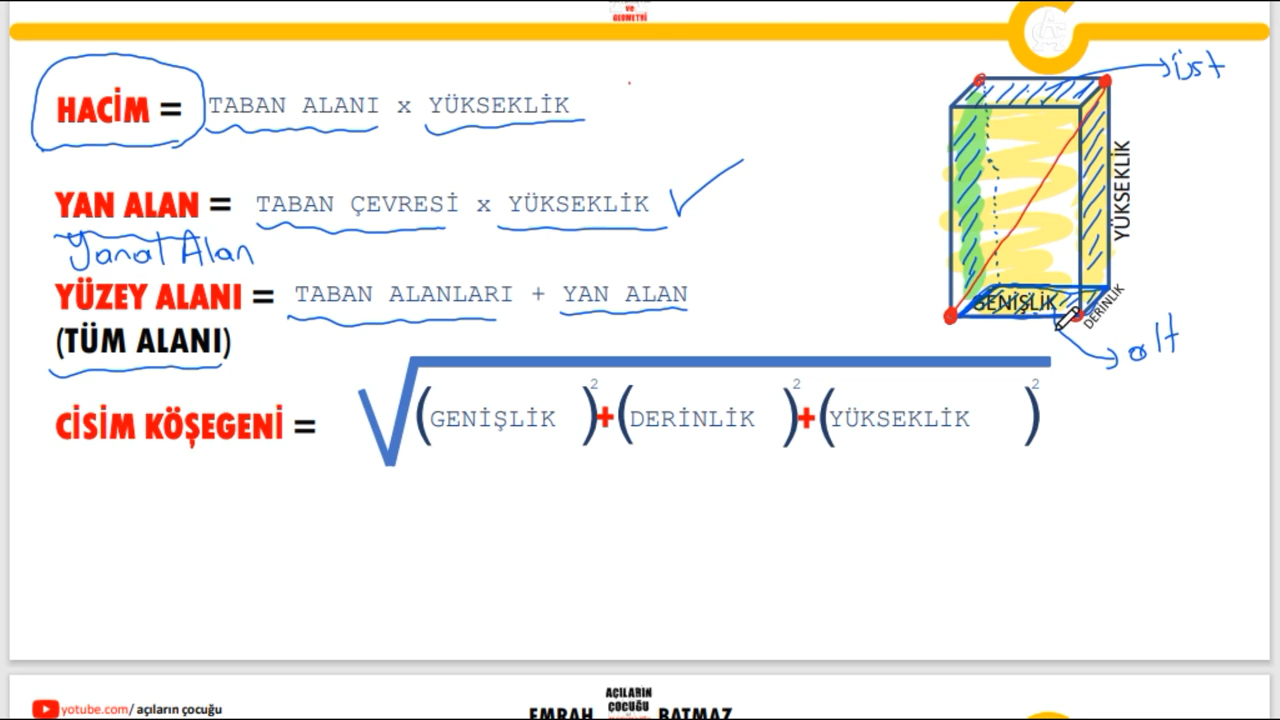 VE
GEOMETRİ
HACİM = TABAN ALANI x YÜKSEKLİK
YAN ALAN = TABAN ÇEVRESİ x YÜKSEKLİK
Yanal Alan
YÜZEY ALANI = TABAN ALANLARI + YAN ALAN
(TÜM ALANI)
CİSİM KÖŞEGENİ = √(GENİŞLİK)²+(DERİNLİK)²+(YÜKSEKLİK)²
üst
YÜKSEKLİK
GENİŞLİK
DERİNLİK
alt
yotube.com/ açıların çocuğu
EMRAH
AÇILARIN
ÇOCUĞU
BATMAZ